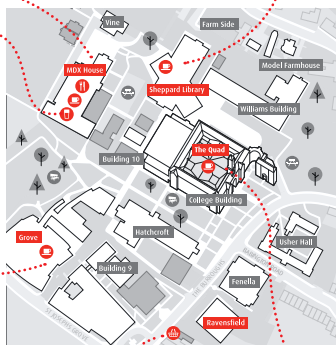 Vine
Farm Side
MDX House
Model Farmhouse
Sheppard Library
Williams Building
The Quad
Building 10
College Building
Grove
Hatchcroft
Usher Hall
Building 9
Fenella
Ravensfield